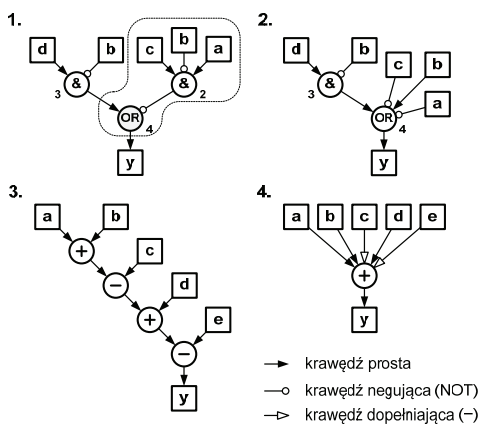 1.
d b c b a
& 3 & 2
OR 4
y
2.
d b c b a
& 3
OR 4
y
3.
a b
+ c
− d
+ e
−
y
4.
a b c d e
+
y
krawędź prosta
krawędź negująca (NOT)
krawędź dopełniająca (−)